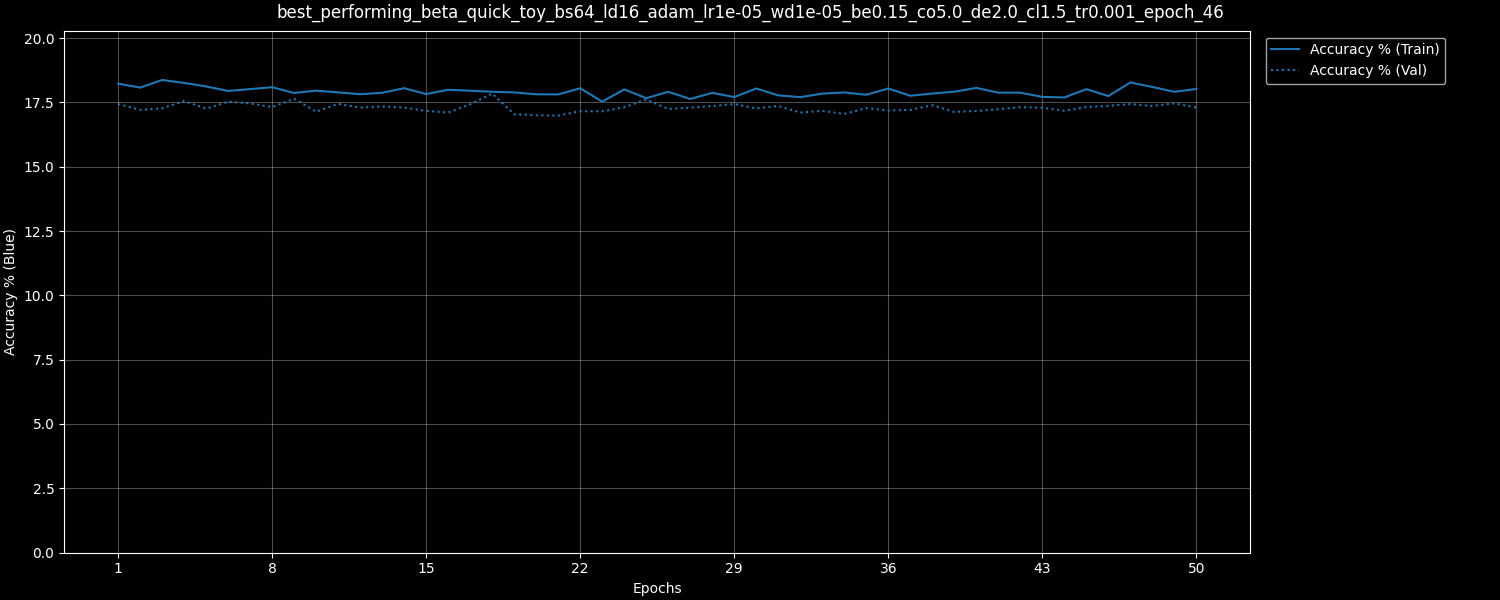 best_performing_beta_quick_toy_bs64_ld16_adam_lr1e-05_wd1e-05_be0.15_co5.0_de2.0_cl1.5_tr0.001_epoch_46
Accuracy % (Train)
Accuracy % (Val)
20.0
17.5
15.0
12.5
10.0
7.5
5.0
2.5
0.0
Accuracy % (Blue)
1 8 15 22 29 36 43 50
Epochs